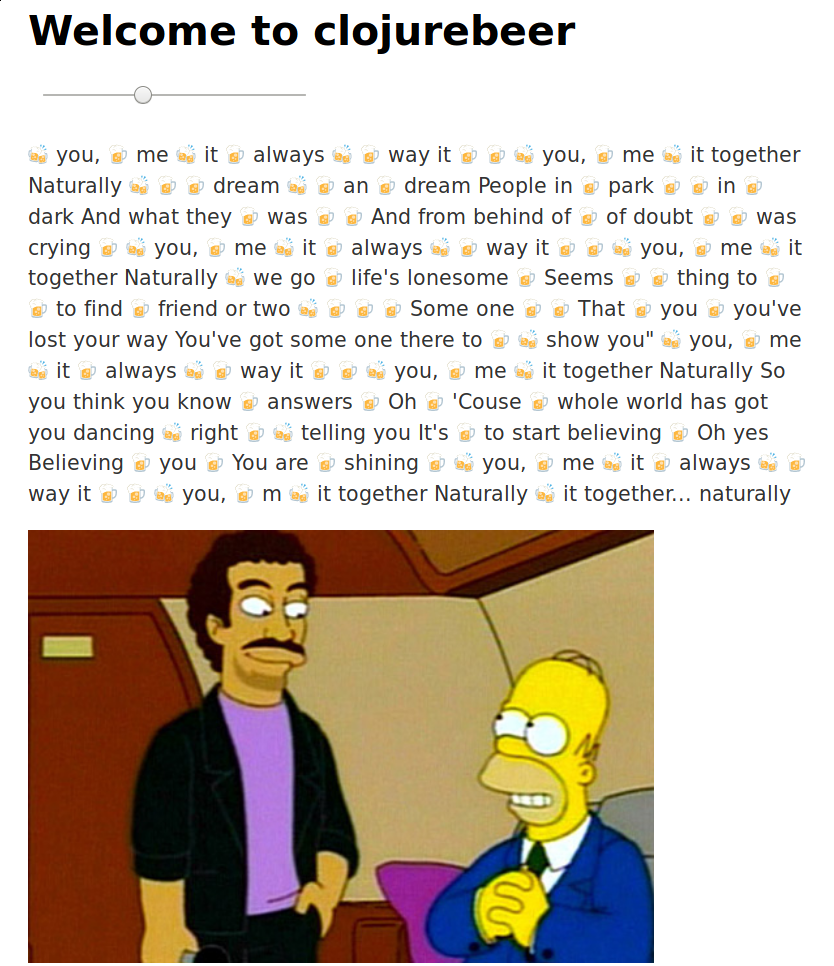 Welcome to clojurebeer
🍻 you, 🍺 me 🍻 it 🍺 always 🍻 🍺 way it 🍺 🍺 🍻 you, 🍺 me 🍻 it together
Naturally 🍻 🍺 🍺 dream 🍻 🍺 an 🍺 dream People in 🍺 park 🍺 🍺 in 🍺
dark And what they 🍺 was 🍺 🍺 And from behind of 🍺 of doubt 🍺 🍺 was
crying 🍺 🍻 you, 🍺 me 🍻 it 🍺 always 🍻 🍺 way it 🍺 🍺 🍻 you, 🍺 me 🍻 it
together Naturally 🍻 we go 🍺 life's lonesome 🍺 Seems 🍺 🍺 thing to 🍺
🍺 to find 🍺 friend or two 🍻 🍺 🍺 🍺 Some one 🍺 🍺 That 🍺 you 🍺 you've
lost your way You've got some one there to 🍺 🍻 show you" 🍻 you, 🍺 me
🍻 it 🍺 always 🍻 🍺 way it 🍺 🍺 🍻 you, 🍺 me 🍻 it together Naturally So
you think you know 🍺 answers 🍺 Oh 🍺 'Couse 🍺 whole world has got
you dancing 🍻 right 🍺 🍻 telling you It's 🍺 to start believing 🍺 Oh yes
Believing 🍺 you 🍺 You are 🍺 shining 🍺 🍻 you, 🍺 me 🍻 it 🍺 always 🍻 🍺
way it 🍺 🍺 🍻 you, 🍺 m 🍻 it together Naturally 🍻 it together... naturally